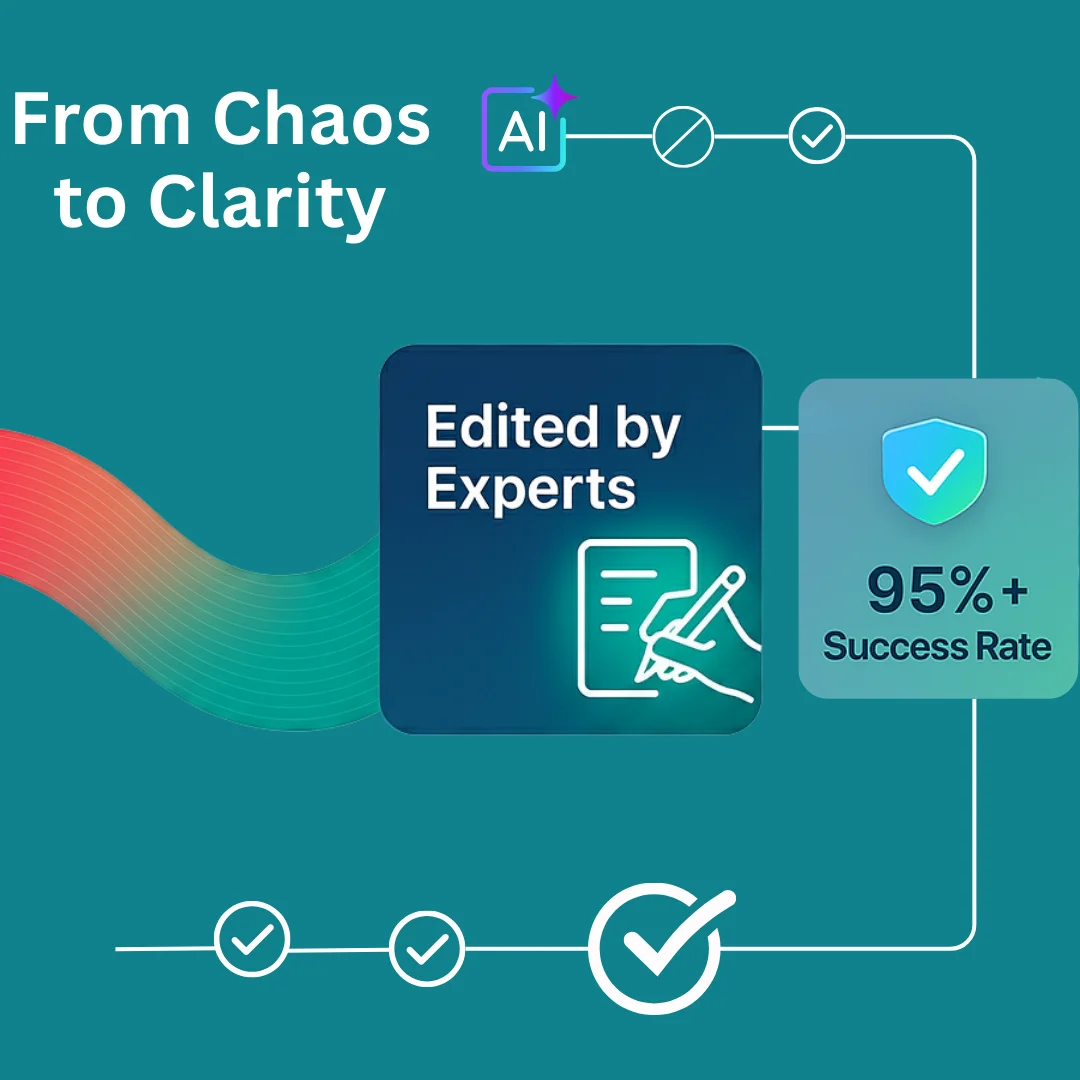 From Chaos
to Clarity
AI
Edited by
Experts
95%+
Success Rate